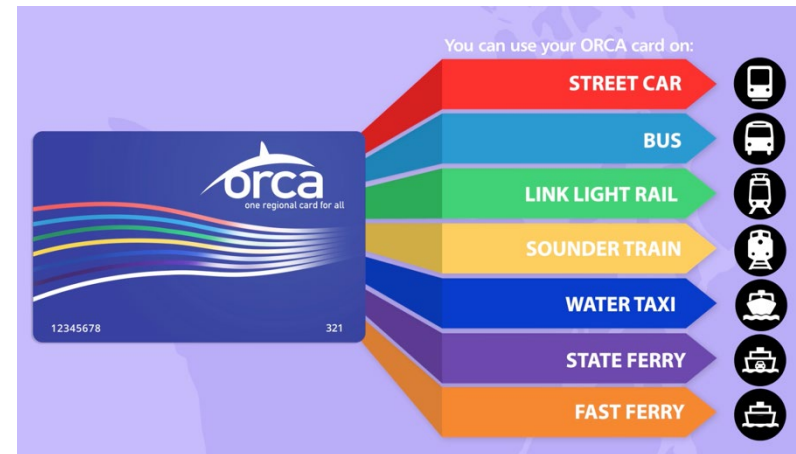 You can use your ORCA card on:
STREET CAR
BUS
LINK LIGHT RAIL
SOUNDER TRAIN
WATER TAXI
STATE FERRY
FAST FERRY
orca
one regional card for all
12345678 321